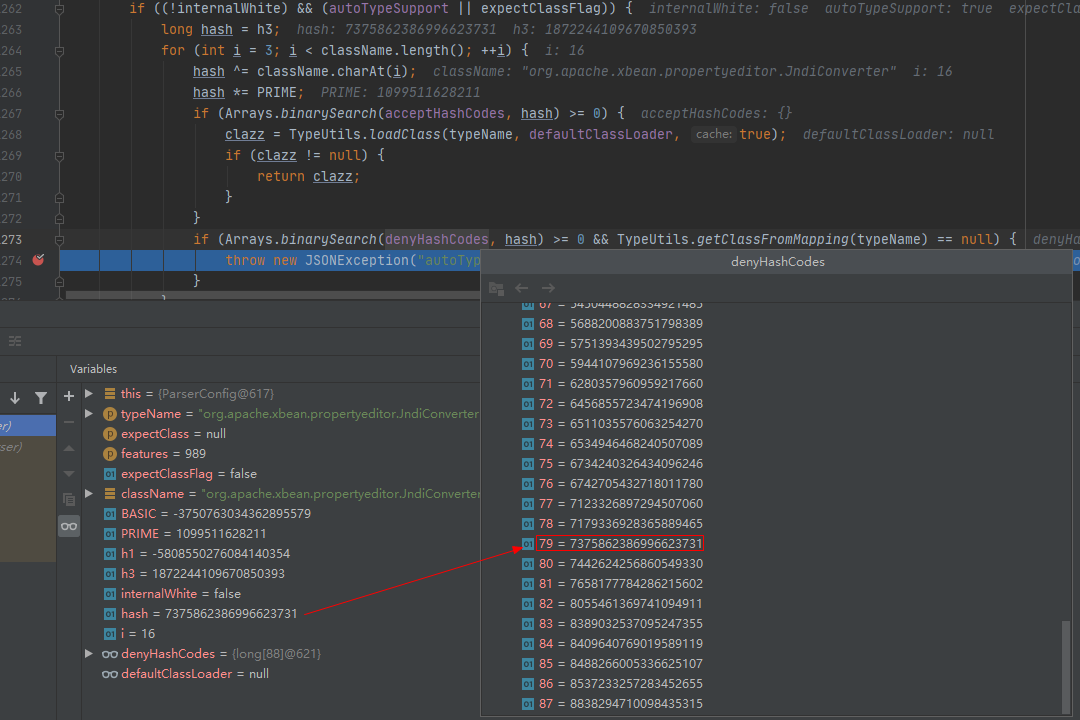 262 if ((!internalWhite) && (autoTypeSupport || expectClassFlag)) { internalWhite: false autoTypeSupport: true expectCl
263 long hash = h3; hash: 7375862386996623731 h3: 1872244109670850393
264 for (int i = 3; i < className.length(); ++i) { i: 16
265 hash ^= className.charAt(i); className: "org.apache.xbean.propertyeditor.JndiConverter" i: 16
266 hash *= PRIME; PRIME: 1099511628211
267 if (Arrays.binarySearch(acceptHashCodes, hash) >= 0) { acceptHashCodes: {}
268 clazz = TypeUtils.loadClass(typeName, defaultClassLoader, cache: true); defaultClassLoader: null
269 if (clazz != null) {
270 return clazz;
271 }
272 }
273 if (Arrays.binarySearch(denyHashCodes, hash) >= 0 && TypeUtils.getClassFromMapping(typeName) == null) { denyHa
274 throw new JSONException("autoTyp
275 }
denyHashCodes
67 = 5450448828334921485
68 = 5688200883751798389
69 = 5751393439502795295
70 = 5944107969236155580
71 = 6280357960959217660
72 = 6456855723474196908
73 = 6511035576063254270
74 = 6534946468240507089
75 = 6734240326434096246
76 = 6742705432718011780
77 = 7123326897294507060
78 = 7179336928365889465
79 = 7375862386996623731
80 = 7442624256860549330
81 = 7658177784286215602
82 = 8055461369741094911
83 = 8389032537095247355
84 = 8409640769019589119
85 = 8488266005336625107
86 = 8537233257283452655
87 = 8838294710098435315
Variables
this = {ParserConfig@617}
typeName = "org.apache.xbean.propertyeditor.JndiConverter
expectClass = null
features = 989
expectClassFlag = false
className = "org.apache.xbean.propertyeditor.JndiConverter
BASIC = -3750763034362895579
PRIME = 1099511628211
h1 = -5808550276084140354
h3 = 1872244109670850393
internalWhite = false
hash = 7375862386996623731
i = 16
denyHashCodes = {long[88]@621}
defaultClassLoader = null
er)
ser)